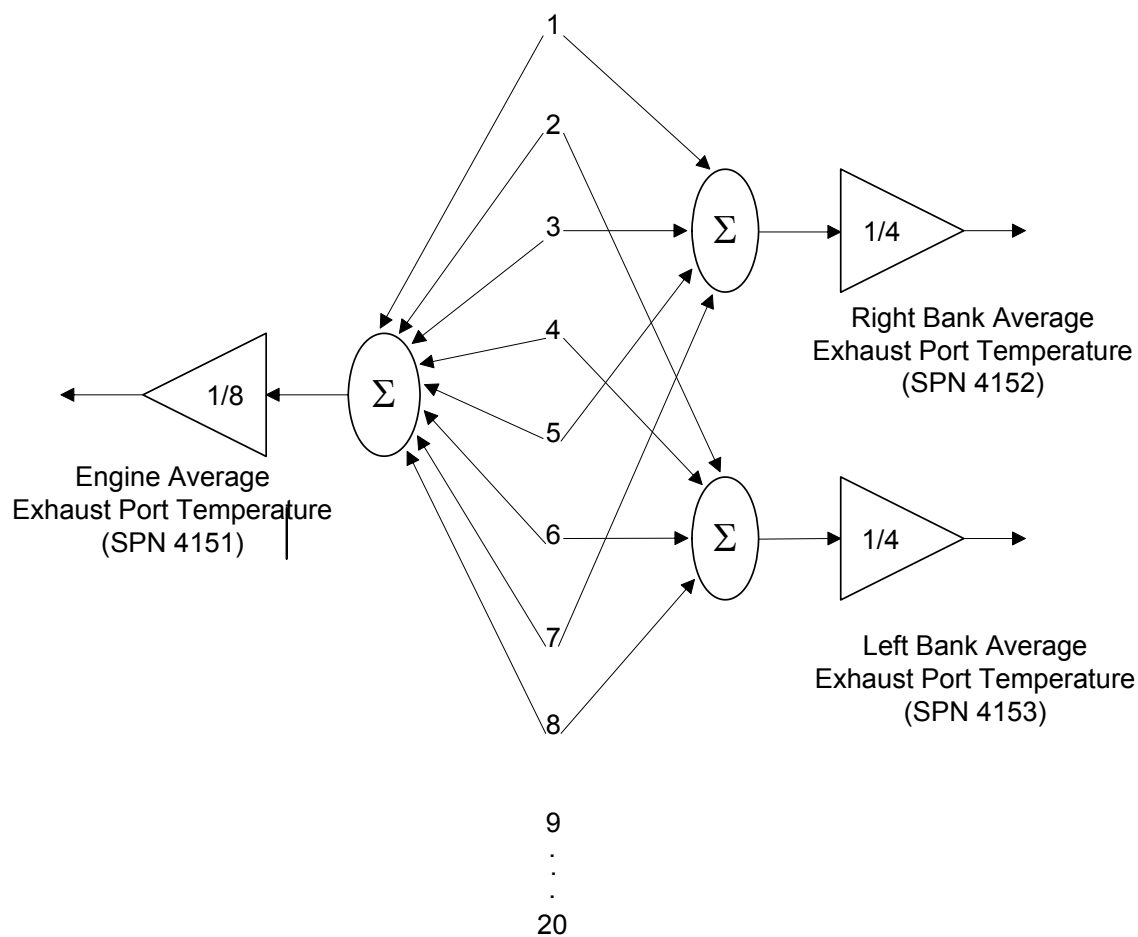 1
2
3
4
5
6
7
8
9
.
.
.
20
Σ
1/4
Right Bank Average
Exhaust Port Temperature
(SPN 4152)
Σ
1/8
Engine Average
Exhaust Port Temperature
(SPN 4151)
Σ
1/4
Left Bank Average
Exhaust Port Temperature
(SPN 4153)